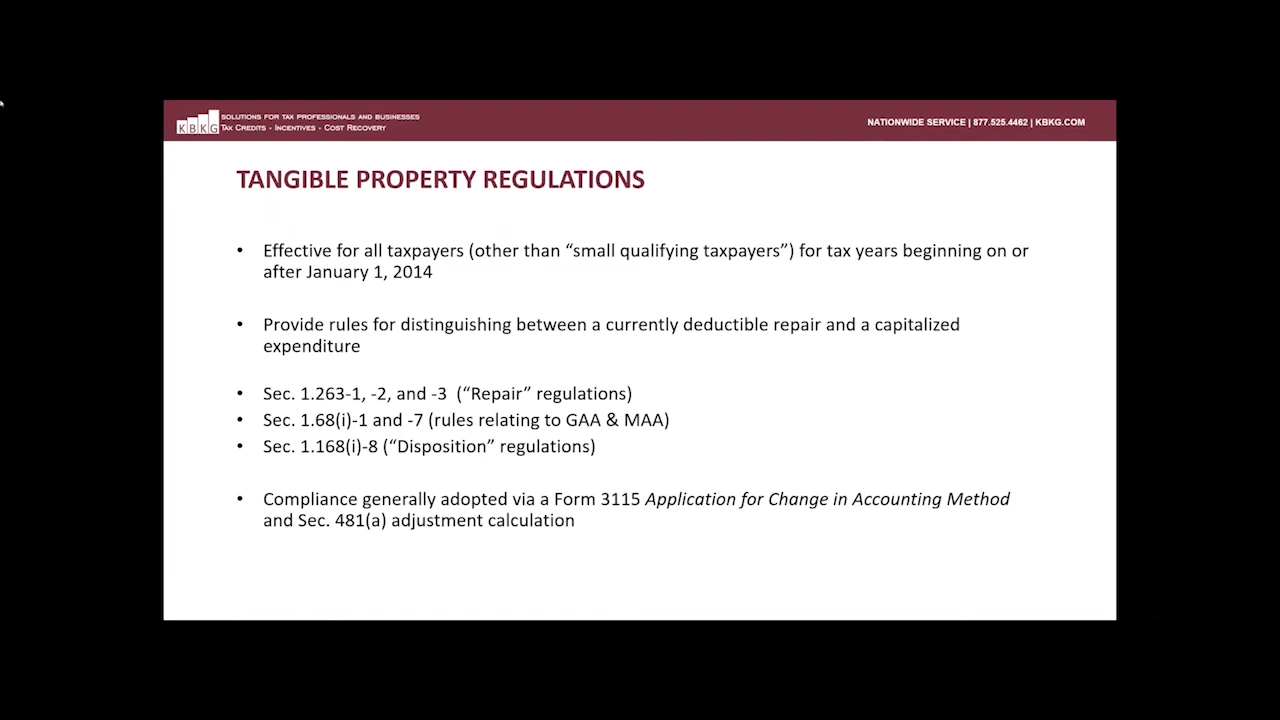 KBKG
SOLUTIONS FOR TAX PROFESSIONALS AND BUSINESSES
TAX CREDITS - INCENTIVES - COST RECOVERY
NATIONWIDE SERVICE | 877.525.4462 | KBKG.COM
TANGIBLE PROPERTY REGULATIONS
• Effective for all taxpayers (other than “small qualifying taxpayers”) for tax years beginning on or
after January 1, 2014
• Provide rules for distinguishing between a currently deductible repair and a capitalized
expenditure
• Sec. 1.263-1, -2, and -3 (“Repair” regulations)
• Sec. 1.68(i)-1 and -7 (rules relating to GAA & MAA)
• Sec. 1.168(i)-8 (“Disposition” regulations)
• Compliance generally adopted via a Form 3115 Application for Change in Accounting Method
and Sec. 481(a) adjustment calculation